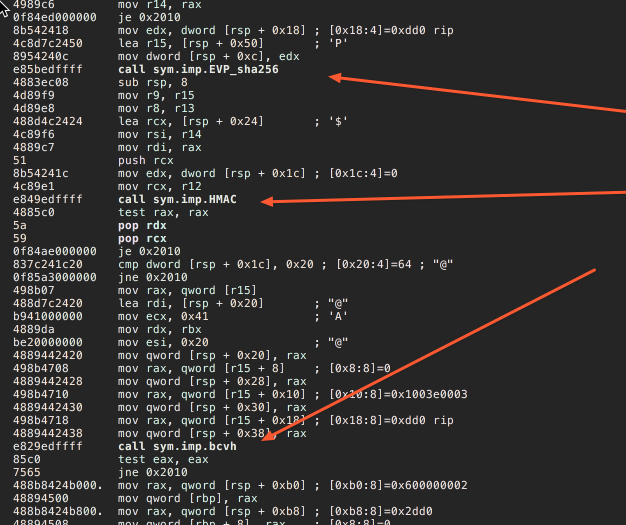 4989c6 mov r14, rax
0f84ed000000 je 0x2010
8b542418 mov edx, dword [rsp + 0x18] ; [0x18:4]=0xdd0 rip
4c8d7c2450 lea r15, [rsp + 0x50] ; 'P'
8954240c mov dword [rsp + 0xc], edx
e85bedffff call sym.imp.EVP_sha256
4883ec08 sub rsp, 8
4d89f9 mov r9, r15
4d89e8 mov r8, r13
488d4c2424 lea rcx, [rsp + 0x24] ; '$'
4c89f6 mov rsi, r14
4889c7 mov rdi, rax
51 push rcx
8b54241c mov edx, dword [rsp + 0x1c] ; [0x1c:4]=0
4c89e1 mov rcx, r12
e849edffff call sym.imp.HMAC
4885c0 test rax, rax
5a pop rdx
59 pop rcx
0f84ae000000 je 0x2010
837c241c20 cmp dword [rsp + 0x1c], 0x20 ; [0x20:4]=64 ; "@"
0f85a3000000 jne 0x2010
498b07 mov rax, qword [r15]
488d7c2420 lea rdi, [rsp + 0x20] ; "@"
b941000000 mov ecx, 0x41 ; 'A'
4889da mov rdx, rbx
be20000000 mov esi, 0x20 ; "@"
4889442420 mov qword [rsp + 0x20], rax
498b4708 mov rax, qword [r15 + 8] ; [0x8:8]=0
4889442428 mov qword [rsp + 0x28], rax
498b4710 mov rax, qword [r15 + 0x10] ; [0x10:8]=0x1003e0003
4889442430 mov qword [rsp + 0x30], rax
498b4718 mov rax, qword [r15 + 0x18] ; [0x18:8]=0xdd0 rip
4889442438 mov qword [rsp + 0x38], rax
e829edffff call sym.imp.bcvh
85c0 test eax, eax
7565 jne 0x2010
488b8424b000. mov rax, qword [rsp + 0xb0] ; [0xb0:8]=0x600000002
48894500 mov qword [rbp], rax
488b8424b800. mov rax, qword [rsp + 0xb8] ; [0xb8:8]=0x2dd0
48894508 mov qword [rbp + 8], rax ; [0x8:8]=0